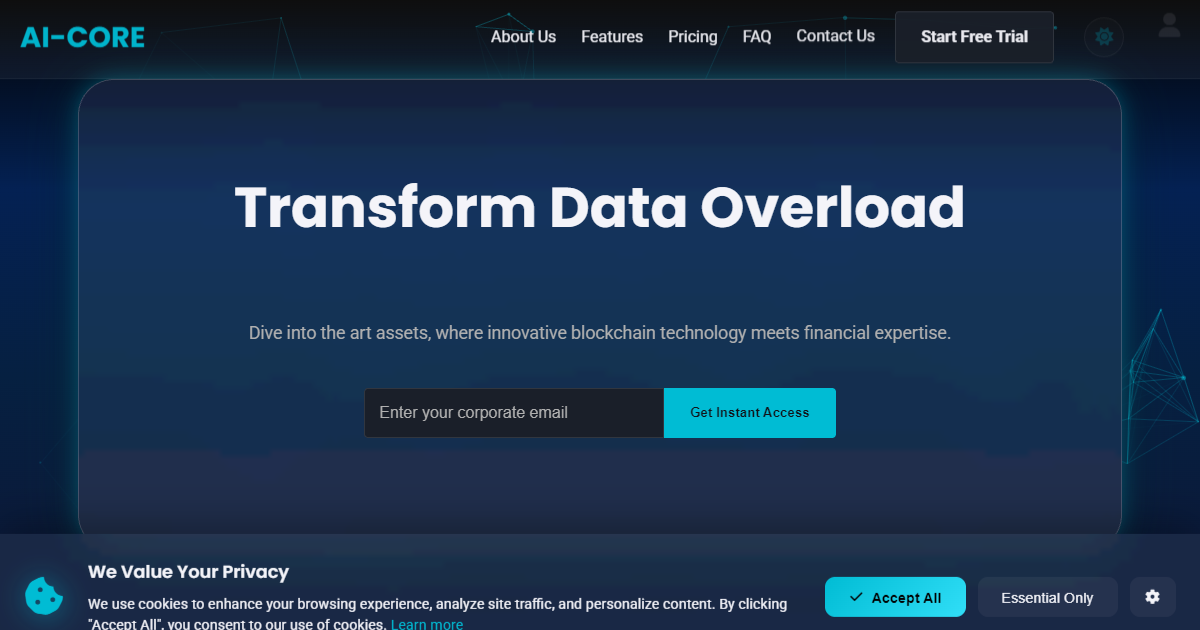 AI-CORE
About Us
Features
Pricing
FAQ
Contact Us
Start Free Trial
Transform Data Overload
Dive into the art assets, where innovative blockchain technology meets financial expertise.
Enter your corporate email
Get Instant Access
We Value Your Privacy
We use cookies to enhance your browsing experience, analyze site traffic, and personalize content. By clicking
"Accept All", you consent to our use of cookies. Learn more
Accept All
Essential Only